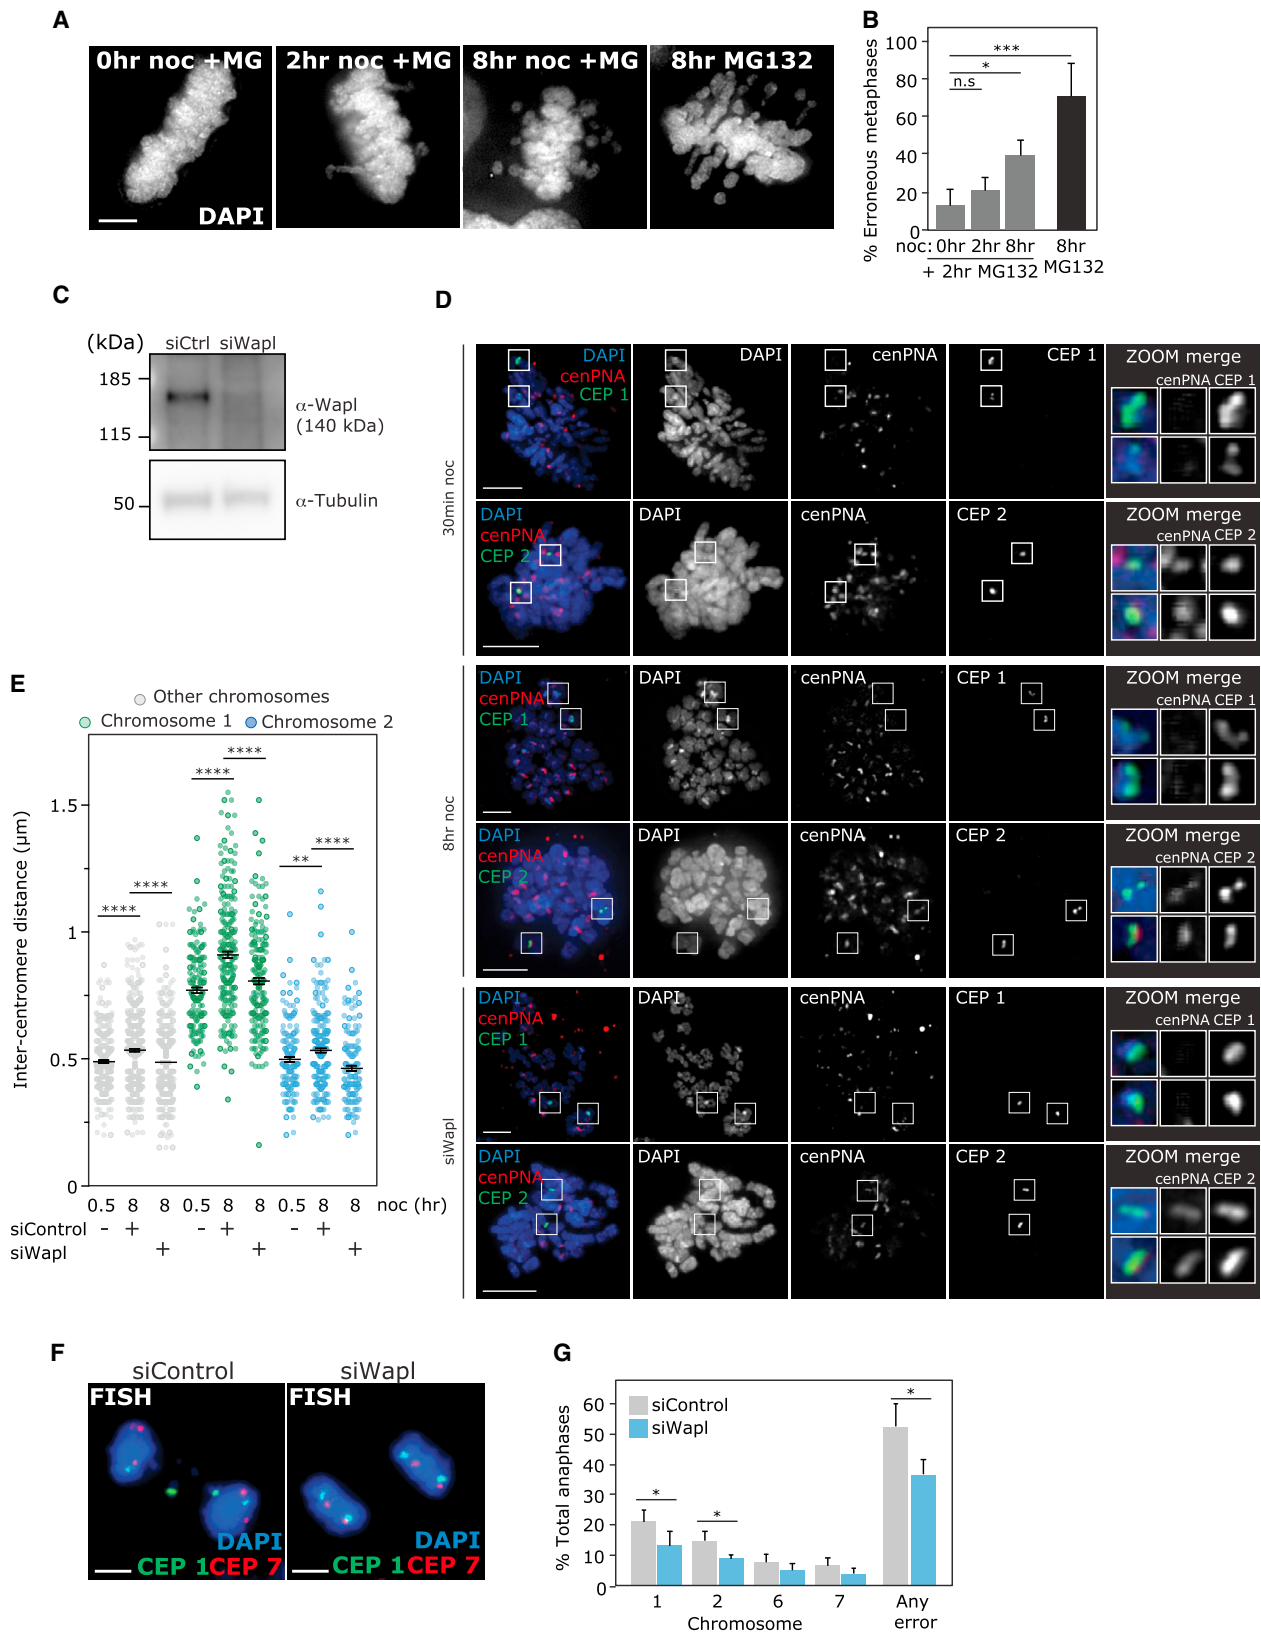 A
0hr noc +MG
2hr noc +MG
8hr noc +MG
8hr MG132
DAPI
B
% Erroneous metaphases
100
80
60
40
20
0
***
*
n.s
noc: 0hr 2hr 8hr
+ 2hr MG132
8hr
MG132
C
(kDa)
siCtrl siWapl
185
115
50
α-Wapl
(140 kDa)
α-Tubulin
D
30min noc
DAPI
cenPNA
CEP 1
DAPI
cenPNA
CEP 1
ZOOM merge
cenPNA CEP 1
DAPI
cenPNA
CEP 2
DAPI
cenPNA
CEP 2
ZOOM merge
cenPNA CEP 2
8hr noc
DAPI
cenPNA
CEP 1
DAPI
cenPNA
CEP 1
ZOOM merge
cenPNA CEP 1
DAPI
cenPNA
CEP 2
DAPI
cenPNA
CEP 2
ZOOM merge
cenPNA CEP 2
siWapl
DAPI
cenPNA
CEP 1
DAPI
cenPNA
CEP 1
ZOOM merge
cenPNA CEP 1
DAPI
cenPNA
CEP 2
DAPI
cenPNA
CEP 2
ZOOM merge
cenPNA CEP 2
E
Other chromosomes
Chromosome 1
Chromosome 2
Inter-centromere distance (µm)
1.5
1
0.5
0
****
****
****
****
**
****
0.5 8 8 0.5 8 8 0.5 8 8 noc (hr)
siControl - + - + - +
siWapl + + +
F
siControl
siWapl
FISH
DAPI
CEP 1 CEP 7
FISH
DAPI
CEP 1 CEP 7
G
% Total anaphases
60
50
40
30
20
10
0
siControl
siWapl
*
*
*
1 2 6 7 Any
error
Chromosome